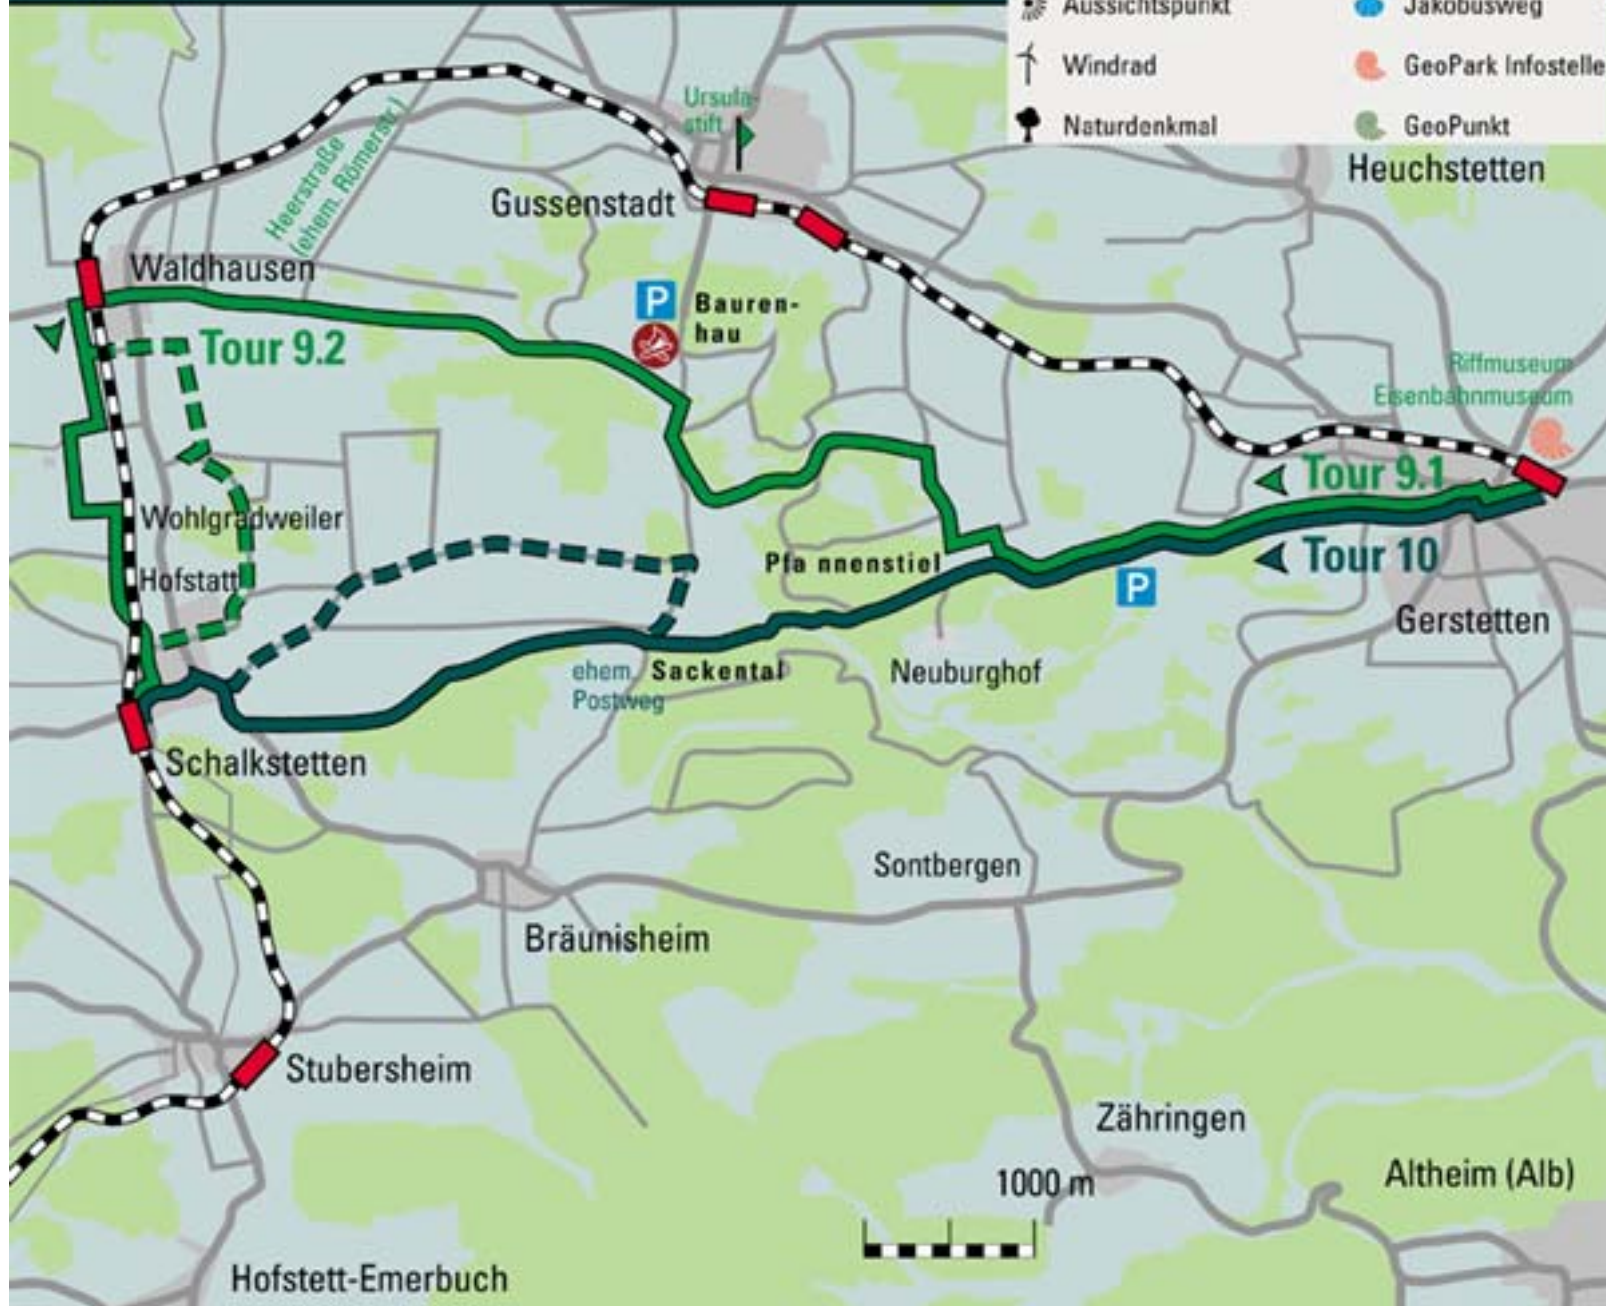 Aussichtspunkt
Jakobusweg
Windrad
GeoPark Infostelle
Naturdenkmal
GeoPunkt
Heuchstetten
Ursula-
stift
Gussenstadt
Heerstraße
(ehem. Römerstr.)
Waldhausen
P
Bauren-
hau
Tour 9.2
Riffmuseum
Eisenbahnmuseum
Tour 9.1
Wohlgradweiler
Tour 10
Pfa nnenstiel
Hofstatt
P
Gerstetten
ehem.
Postweg
Sackental
Neuburghof
Schalkstetten
Sontbergen
Bräunisheim
Stubersheim
Zähringen
Altheim (Alb)
1000 m
Hofstett-Emerbuch